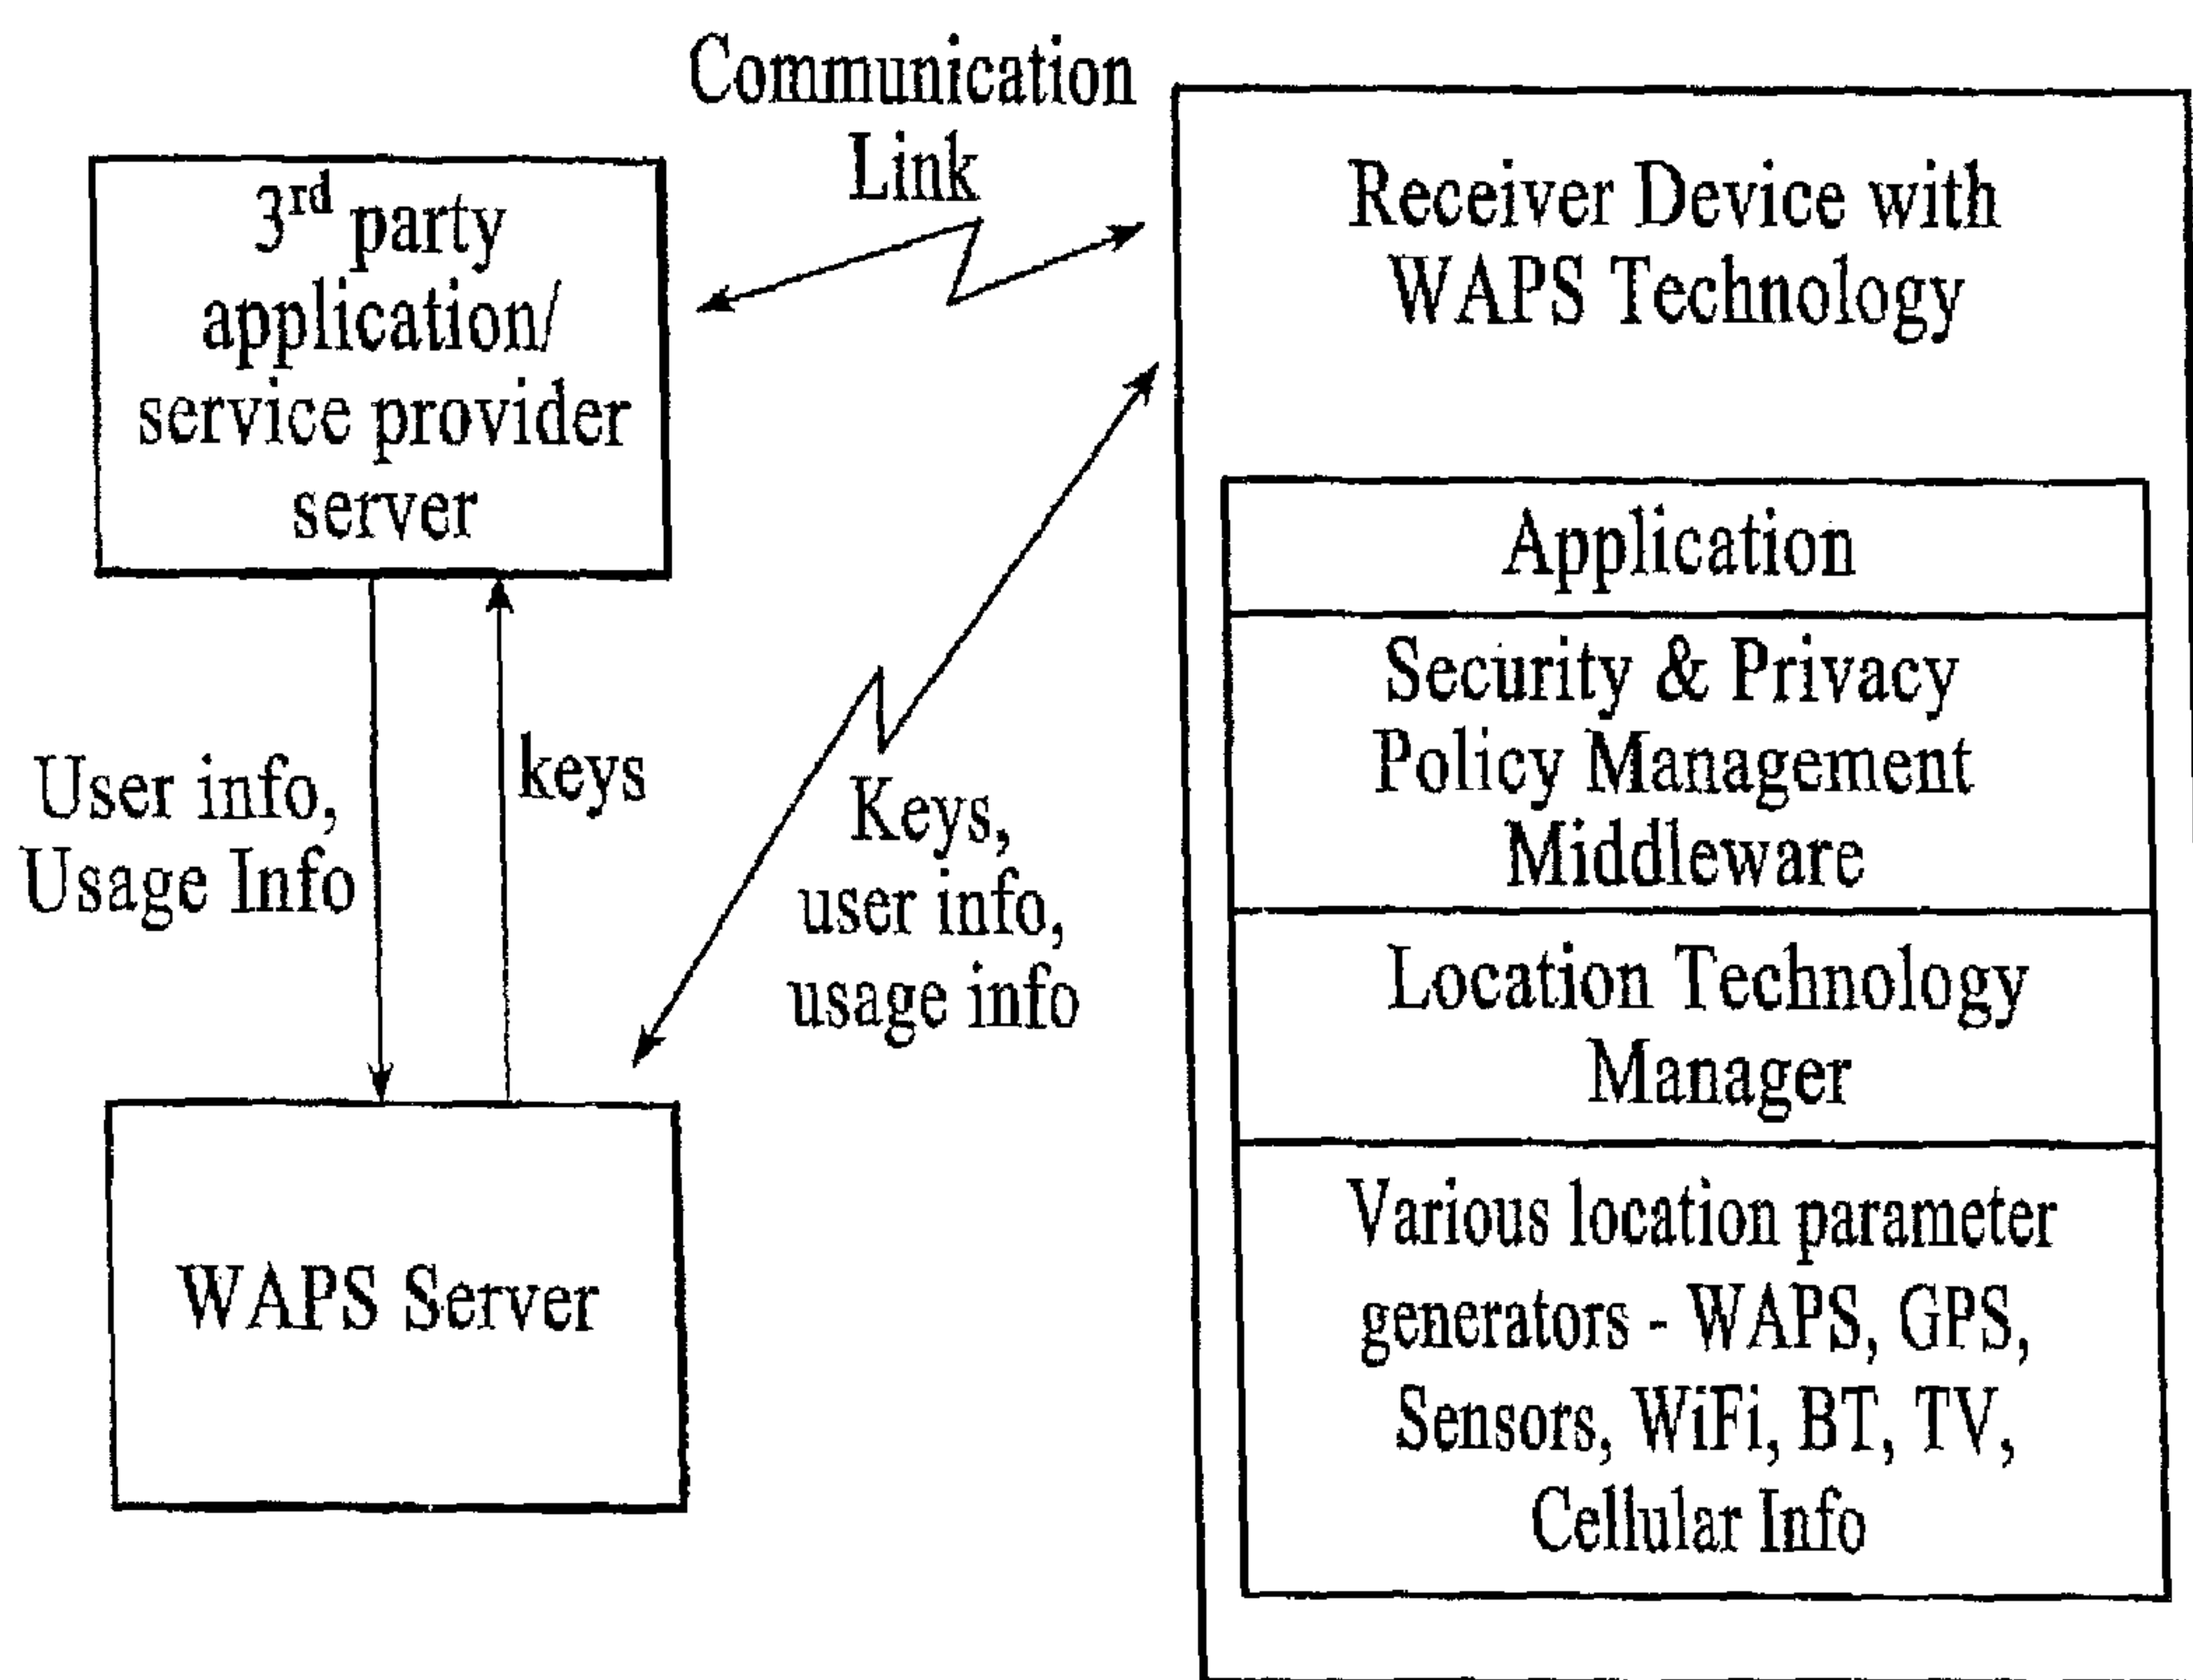 Communication
Link
3rd party
application/
service provider
server
User info,
Usage Info
keys
Keys,
user info,
usage info
WAPS Server
Receiver Device with
WAPS Technology
Application
Security & Privacy
Policy Management
Middleware
Location Technology
Manager
Various location parameter
generators - WAPS, GPS,
Sensors, WiFi, BT, TV,
Cellular Info